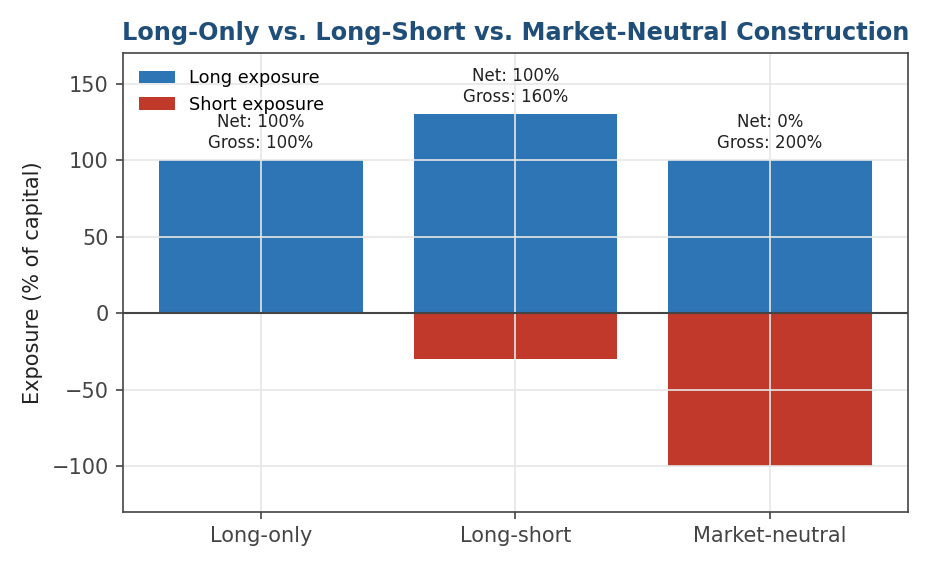 Long-Only vs. Long-Short vs. Market-Neutral Construction
Long exposure
Short exposure
Net: 100%
Gross: 100%
Net: 100%
Gross: 160%
Net: 0%
Gross: 200%
Exposure (% of capital)
150
100
50
0
−50
−100
Long-only
Long-short
Market-neutral